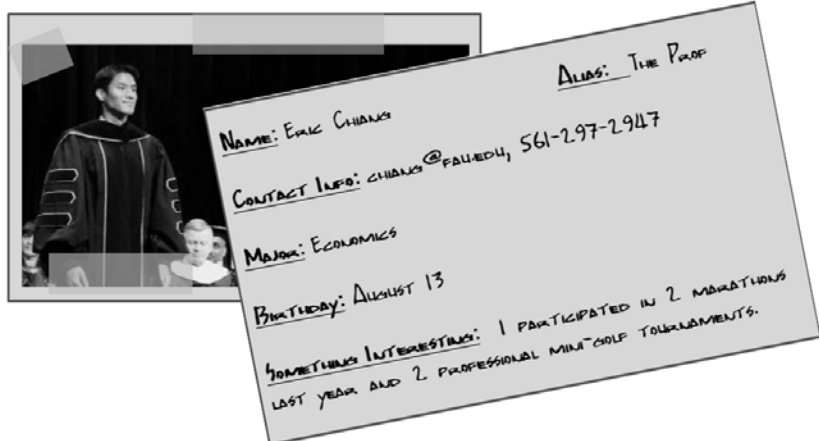 Alias: The Prof
Name: Eric Chiang
Contact Info: chiang@fau.edu, 561-297-2947
Major: Economics
Birthday: August 13
Something Interesting: I participated in 2 marathons
last year and 2 professional mini-golf tournaments.